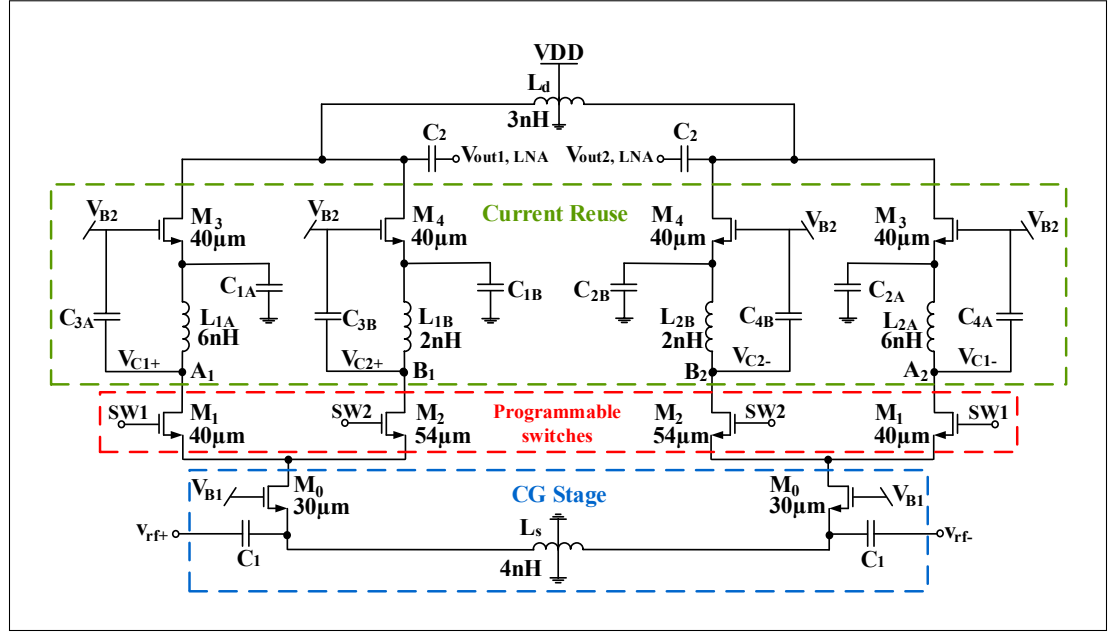 VDD
Ld
3nH
C2 Vout1, LNA Vout2, LNA C2
VB2 M3 40µm VB2 M4 40µm Current Reuse M4 40µm VB2 M3 40µm VB2
C1A C1B C2B C2A
C3A L1A 6nH C3B L1B 2nH L2B 2nH C4B L2A 6nH C4A
VC1+ A1 VC2+ B1 B2 VC2- A2 VC1-
SW1 M1 40µm SW2 M2 54µm Programmable switches M2 54µm SW2 M1 40µm SW1
VB1 M0 30µm CG Stage M0 30µm VB1
vrf+ C1 Ls 4nH C1 vrf-